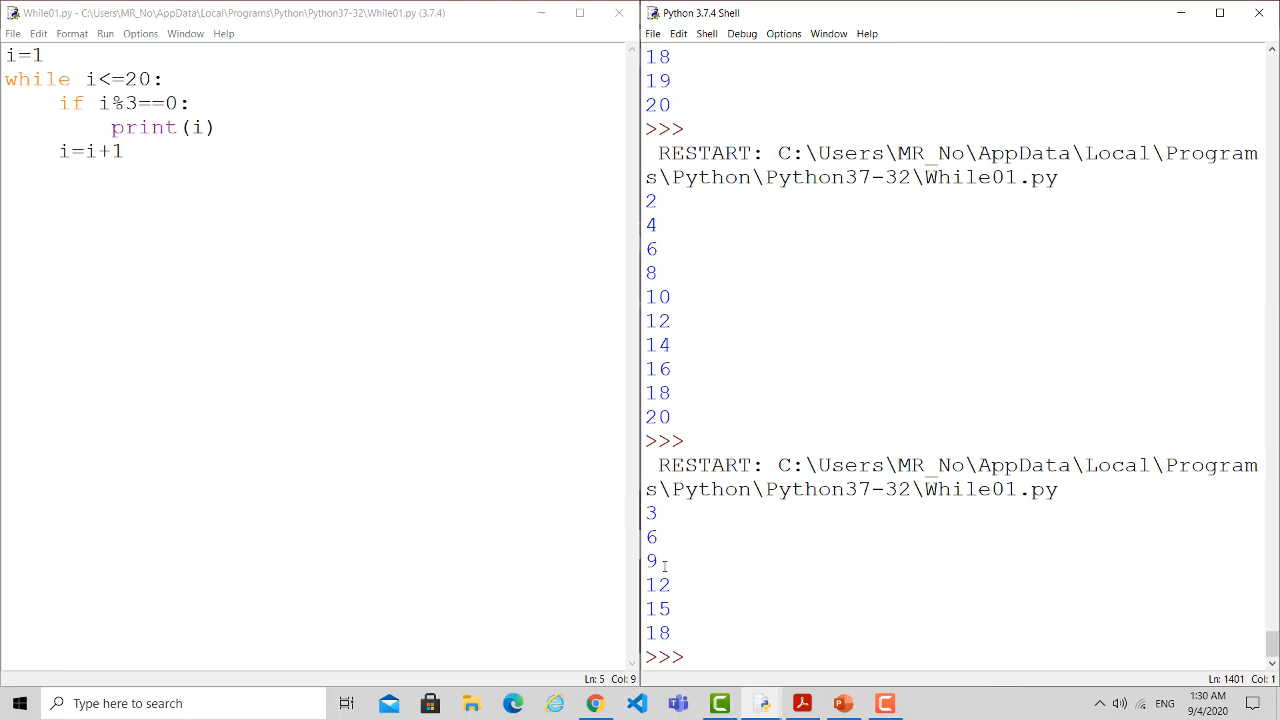 While01.py - C:\Users\MR_No\AppData\Local\Programs\Python\Python37-32\While01.py (3.7.4)
File Edit Format Run Options Window Help
i=1
while i<=20:
    if i%3==0:
        print(i)
    i=i+1
Ln: 5 Col: 9
Python 3.7.4 Shell
File Edit Shell Debug Options Window Help
18
19
20
>>>
 RESTART: C:\Users\MR_No\AppData\Local\Program
s\Python\Python37-32\While01.py
2
4
6
8
10
12
14
16
18
20
>>>
 RESTART: C:\Users\MR_No\AppData\Local\Program
s\Python\Python37-32\While01.py
3
6
9
12
15
18
>>>
Ln: 1401 Col: 1
Type here to search
ENG
1:30 AM
9/4/2020